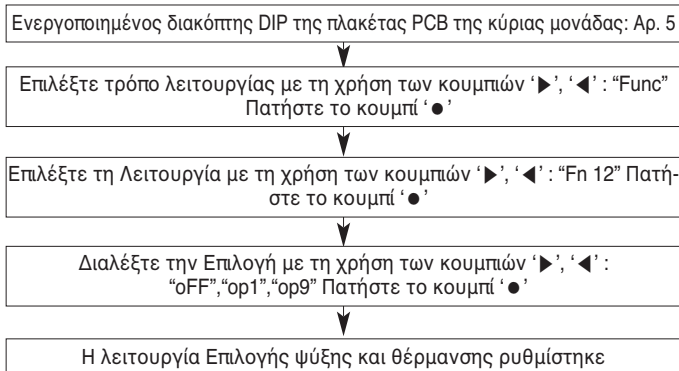 Ενεργοποιημένος διακόπτης DIP της πλακέτας PCB της κύριας μονάδας: Αρ. 5
Επιλέξτε τρόπο λειτουργίας με τη χρήση των κουμπιών ‘▶’, ‘◀’ : “Func”
Πατήστε το κουμπί ‘●’
Επιλέξτε τη Λειτουργία με τη χρήση των κουμπιών ‘▶’, ‘◀’ : “Fn 12” Πατή-
στε το κουμπί ‘●’
Διαλέξτε την Επιλογή με τη χρήση των κουμπιών ‘▶’, ‘◀’ :
“oFF”,“op1”,“op9” Πατήστε το κουμπί ‘●’
Η λειτουργία Επιλογής ψύξης και θέρμανσης ρυθμίστηκε